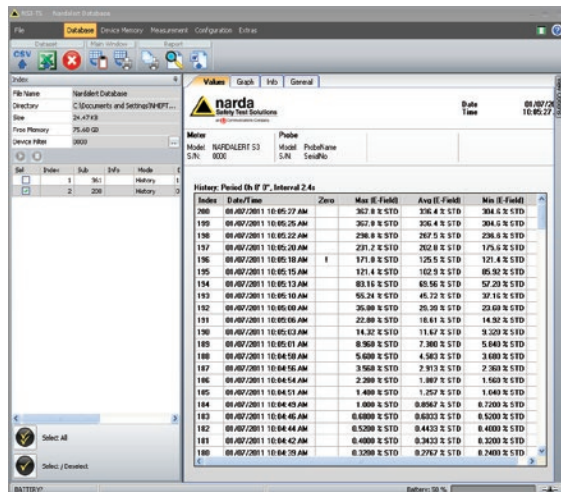 RSS-TS - Nardalert Database
File Database Device Memory Measurement Configuration Extras
Dataset Main Window Report
CSV
Index
File Name Nardalert Database
Directory C:\Documents and Settings\NHEFT...
Size 24.47 KB
Free Memory 75.60 GB
Device Filter 0000
Sel Index Sub Info Mode
1 361 History
2 208 History
Select All
Select / Deselect
Values Graph Info General
narda
Safety Test Solutions
Date 01/07/20
Time 10:05:27
Meter Probe
Model NARDALERT S3 Model ProbeName
S/N: 0000 S/N SerialNo
History: Period 0h 0' 0", Interval 2.4s
Index Date/Time Zero Max (E-Field) Avg (E-Field) Min (E-Field)
200 01/07/2011 10:05:27 AM 367.0 % STD 336.4 % STD 304.6 % STD
199 01/07/2011 10:05:25 AM 367.0 % STD 336.4 % STD 304.6 % STD
198 01/07/2011 10:05:22 AM 298.8 % STD 267.5 % STD 236.8 % STD
197 01/07/2011 10:05:20 AM 231.2 % STD 202.0 % STD 175.6 % STD
196 01/07/2011 10:05:18 AM ! 171.0 % STD 125.5 % STD 121.4 % STD
195 01/07/2011 10:05:15 AM 121.4 % STD 102.9 % STD 85.92 % STD
194 01/07/2011 10:05:13 AM 83.16 % STD 69.56 % STD 57.20 % STD
193 01/07/2011 10:05:10 AM 55.24 % STD 45.72 % STD 37.16 % STD
192 01/07/2011 10:05:08 AM 35.80 % STD 29.39 % STD 23.68 % STD
191 01/07/2011 10:05:06 AM 22.80 % STD 18.61 % STD 14.92 % STD
190 01/07/2011 10:05:03 AM 14.32 % STD 11.67 % STD 9.320 % STD
189 01/07/2011 10:05:01 AM 8.960 % STD 7.300 % STD 5.840 % STD
188 01/07/2011 10:04:58 AM 5.600 % STD 4.583 % STD 3.680 % STD
187 01/07/2011 10:04:56 AM 3.560 % STD 2.913 % STD 2.360 % STD
186 01/07/2011 10:04:54 AM 2.280 % STD 1.887 % STD 1.560 % STD
185 01/07/2011 10:04:51 AM 1.480 % STD 1.257 % STD 1.040 % STD
184 01/07/2011 10:04:49 AM 1.000 % STD 0.8567 % STD 0.7200 % STD
183 01/07/2011 10:04:46 AM 0.6800 % STD 0.6033 % STD 0.5200 % STD
182 01/07/2011 10:04:44 AM 0.5200 % STD 0.4433 % STD 0.4000 % STD
181 01/07/2011 10:04:42 AM 0.4000 % STD 0.3433 % STD 0.3200 % STD
180 01/07/2011 10:04:39 AM 0.3200 % STD 0.2767 % STD 0.2400 % STD
BATTERY? Battery: 50 %